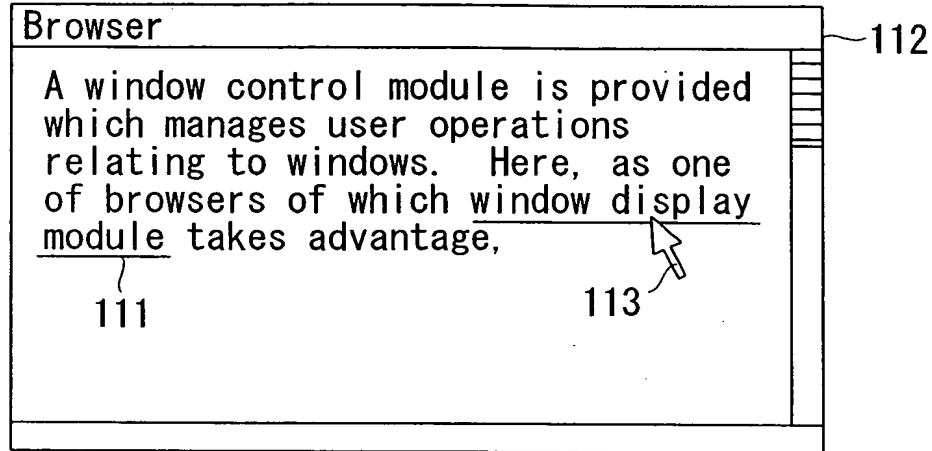 Browser
112
A window control module is provided
which manages user operations
relating to windows. Here, as one
of browsers of which window display
module takes advantage,
111
113